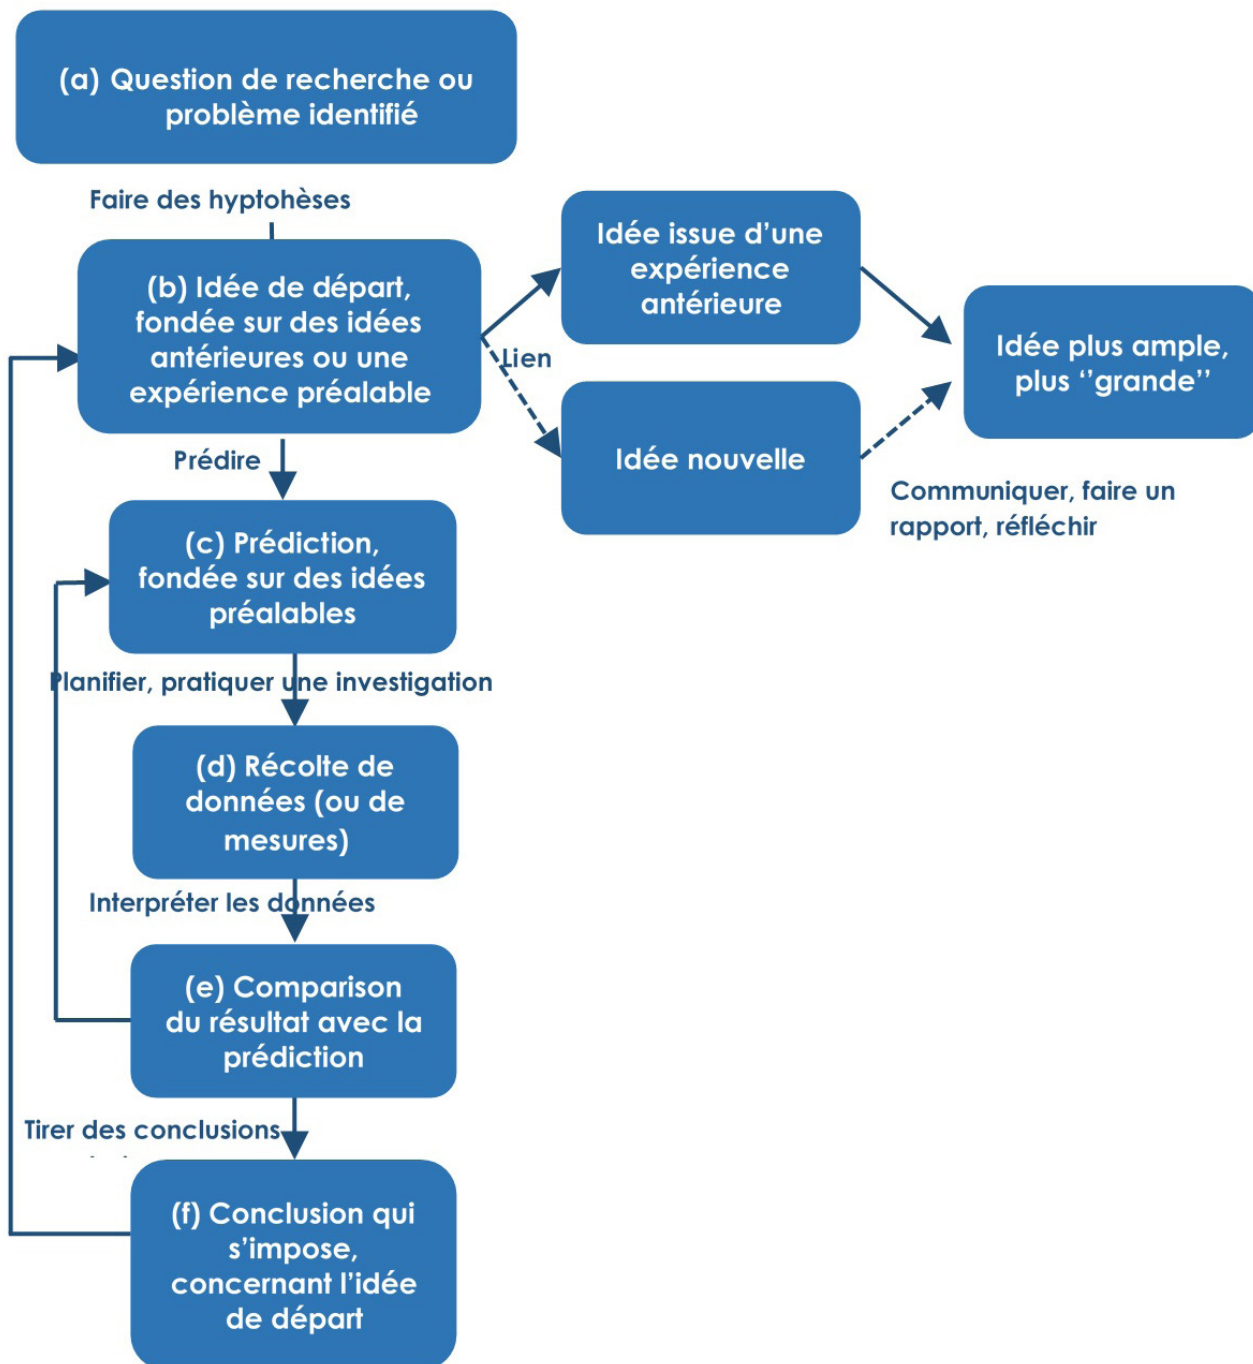 (a) Question de recherche ou
problème identifié
Faire des hyptohèses
(b) Idée de départ,
fondée sur des idées
antérieures ou une
expérience préalable
Idée issue d’une
expérience
antérieure
Lien
Idée nouvelle
Idée plus ample,
plus ‘’grande’’
Communiquer, faire un
rapport, réfléchir
Prédire
(c) Prédiction,
fondée sur des idées
préalables
Planifier, pratiquer une investigation
(d) Récolte de
données (ou de
mesures)
Interpréter les données
(e) Comparison
du résultat avec la
prédiction
Tirer des conclusions
(f) Conclusion qui
s’impose,
concernant l’idée
de départ